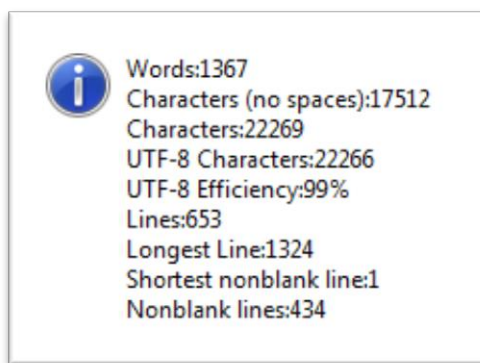 Words:1367
Characters (no spaces):17512
Characters:22269
UTF-8 Characters:22266
UTF-8 Efficiency:99%
Lines:653
Longest Line:1324
Shortest nonblank line:1
Nonblank lines:434